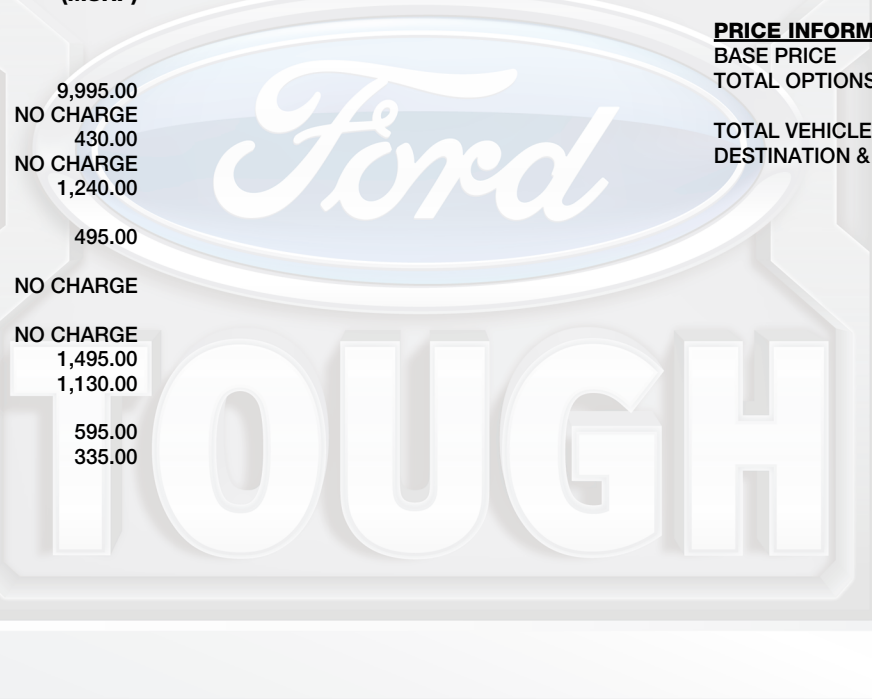 9,995.00
NO CHARGE
430.00
NO CHARGE
1,240.00
495.00
NO CHARGE
NO CHARGE
1,495.00
1,130.00
595.00
335.00
PRICE INFORM
BASE PRICE
TOTAL OPTIONS
TOTAL VEHICLE
DESTINATION &
Ford
TOUGH